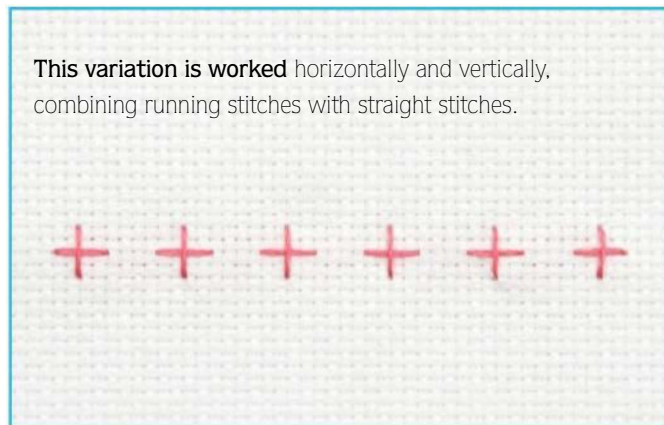 This variation is worked horizontally and vertically,
combining running stitches with straight stitches.